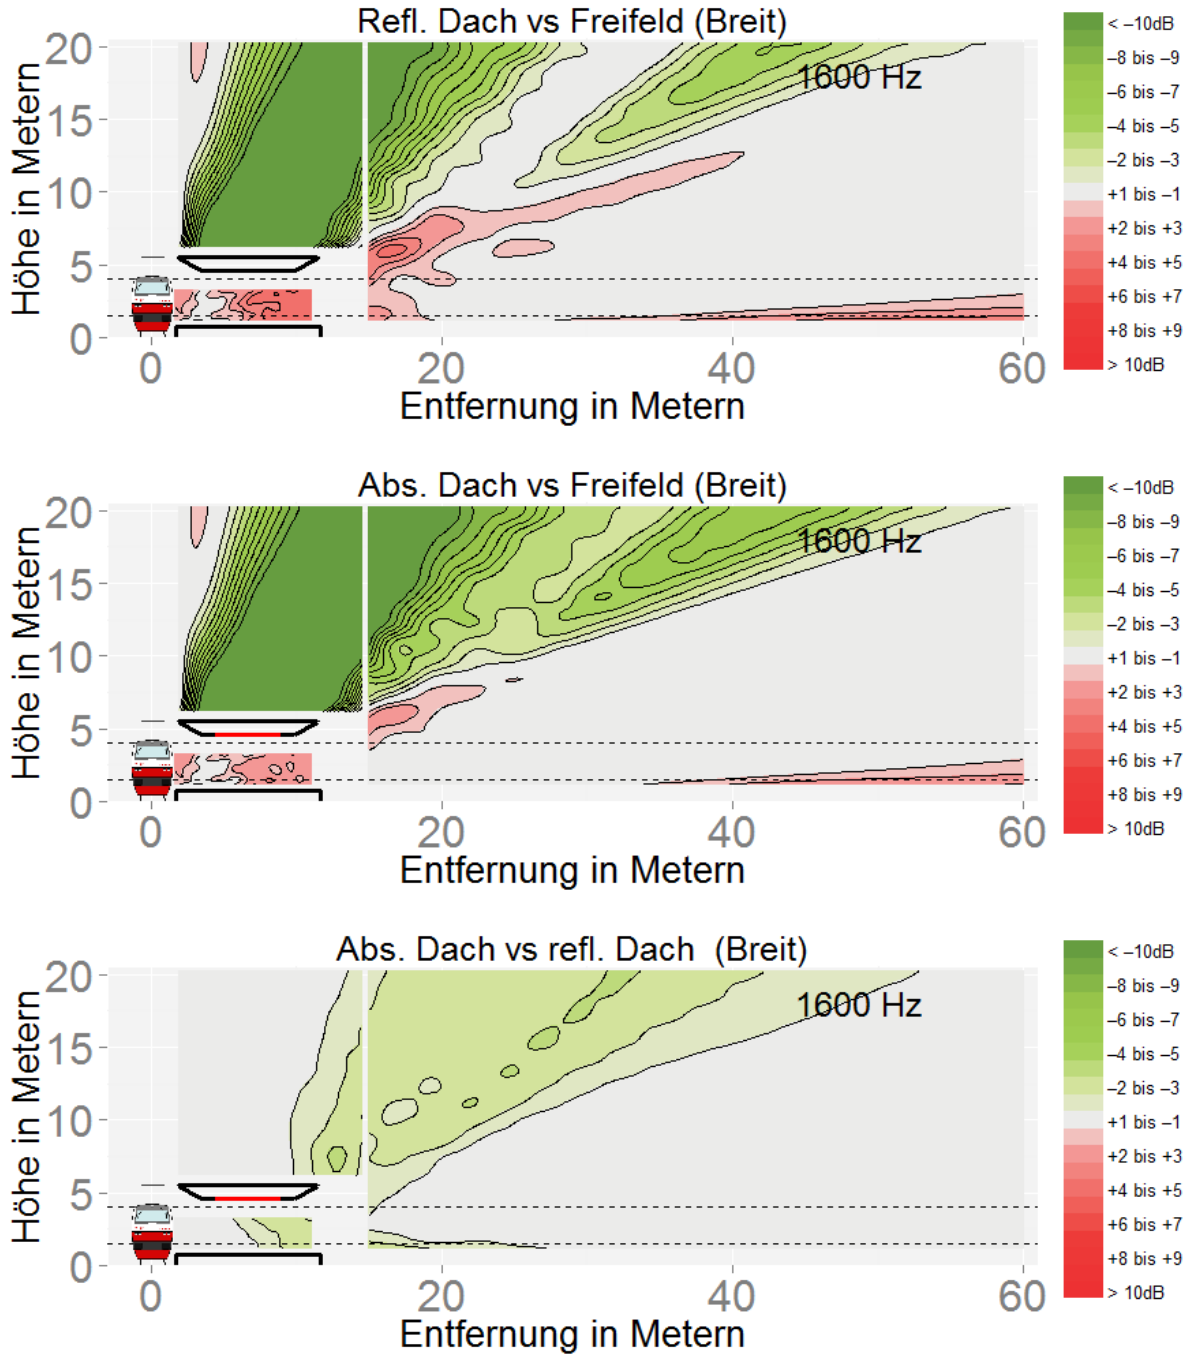 Refl. Dach vs Freifeld (Breit)
1600 Hz
Höhe in Metern
20
15
10
5
0
0
20
40
60
Entfernung in Metern
< –10dB
–8 bis –9
–6 bis –7
–4 bis –5
–2 bis –3
+1 bis –1
+2 bis +3
+4 bis +5
+6 bis +7
+8 bis +9
> 10dB
Abs. Dach vs Freifeld (Breit)
1600 Hz
Höhe in Metern
20
15
10
5
0
0
20
40
60
Entfernung in Metern
< –10dB
–8 bis –9
–6 bis –7
–4 bis –5
–2 bis –3
+1 bis –1
+2 bis +3
+4 bis +5
+6 bis +7
+8 bis +9
> 10dB
Abs. Dach vs refl. Dach (Breit)
1600 Hz
Höhe in Metern
20
15
10
5
0
0
20
40
60
Entfernung in Metern
< –10dB
–8 bis –9
–6 bis –7
–4 bis –5
–2 bis –3
+1 bis –1
+2 bis +3
+4 bis +5
+6 bis +7
+8 bis +9
> 10dB